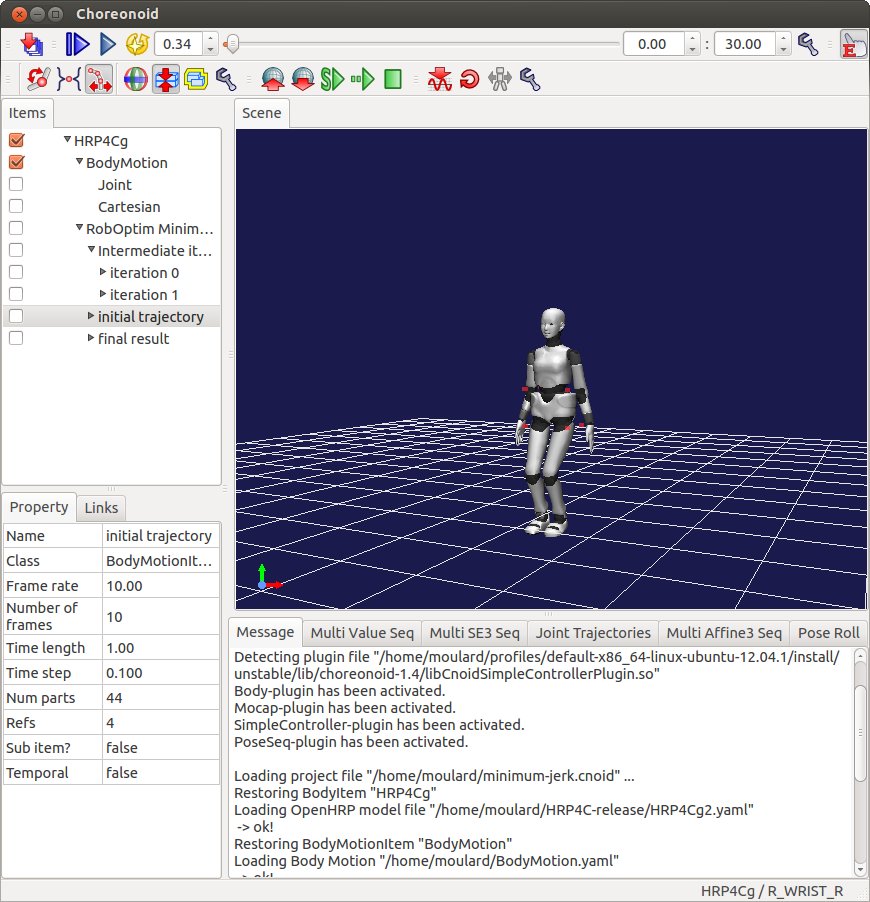 Choreonoid
0.34
0.00
:
30.00
E
Items
Scene
HRP4Cg
BodyMotion
Joint
Cartesian
RobOptim Minim...
Intermediate it...
iteration 0
iteration 1
initial trajectory
final result
Property
Links
Name initial trajectory
Class BodyMotionIt...
Frame rate 10.00
Number of
frames 10
Time length 1.00
Time step 0.100
Num parts 44
Refs 4
Sub item? false
Temporal false
Message
Multi Value Seq
Multi SE3 Seq
Joint Trajectories
Multi Affine3 Seq
Pose Roll
Detecting plugin file "/home/moulard/profiles/default-x86_64-linux-ubuntu-12.04.1/install/
unstable/lib/choreonoid-1.4/libCnoidSimpleControllerPlugin.so"
Body-plugin has been activated.
Mocap-plugin has been activated.
SimpleController-plugin has been activated.
PoseSeq-plugin has been activated.
Loading project file "/home/moulard/minimum-jerk.cnoid" ...
Restoring BodyItem "HRP4Cg"
Loading OpenHRP model file "/home/moulard/HRP4C-release/HRP4Cg2.yaml"
-> ok!
Restoring BodyMotionItem "BodyMotion"
Loading Body Motion "/home/moulard/BodyMotion.yaml"
-> ok!
HRP4Cg / R_WRIST_R